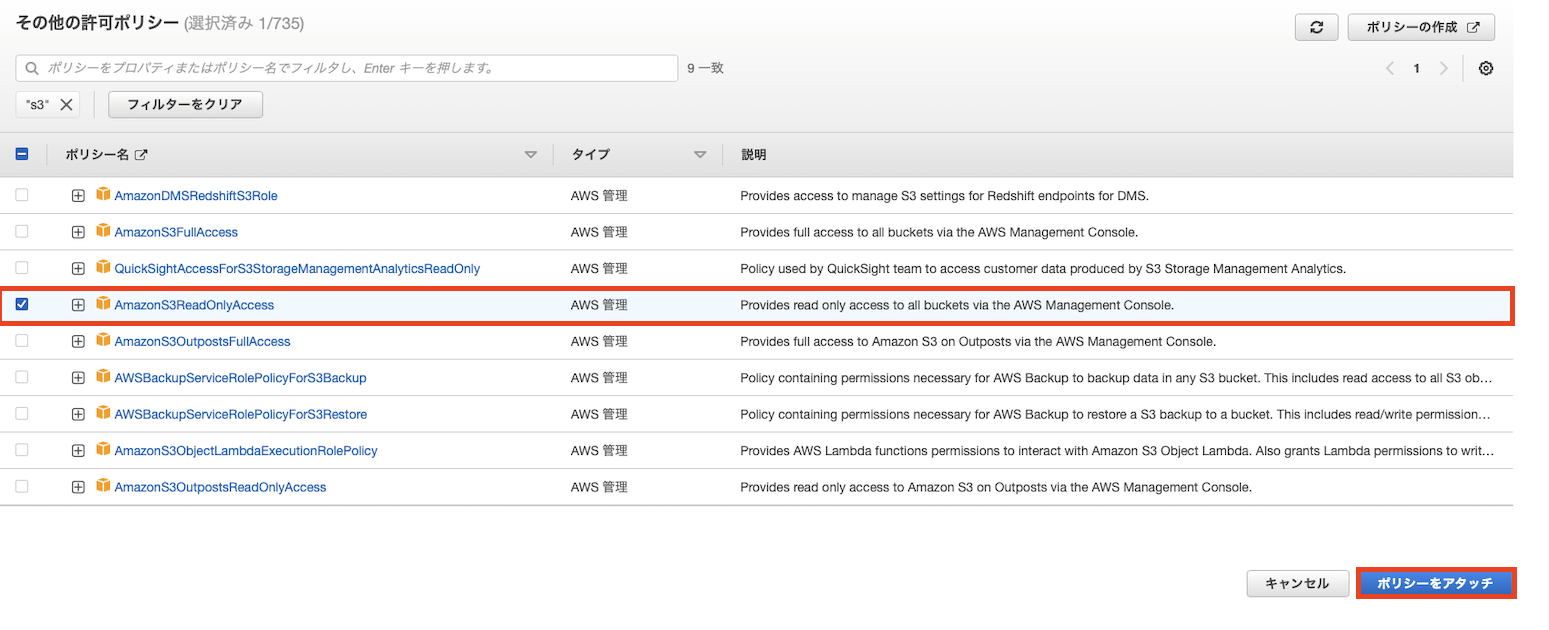 その他の許可ポリシー (選択済み 1/735)
ポリシーの作成
ポリシーをプロパティまたはポリシー名でフィルタし、Enter キーを押します。
9 一致
1
"s3"
フィルターをクリア
ポリシー名 タイプ 説明
AmazonDMSRedshiftS3Role AWS 管理 Provides access to manage S3 settings for Redshift endpoints for DMS.
AmazonS3FullAccess AWS 管理 Provides full access to all buckets via the AWS Management Console.
QuickSightAccessForS3StorageManagementAnalyticsReadOnly AWS 管理 Policy used by QuickSight team to access customer data produced by S3 Storage Management Analytics.
AmazonS3ReadOnlyAccess AWS 管理 Provides read only access to all buckets via the AWS Management Console.
AmazonS3OutpostsFullAccess AWS 管理 Provides full access to Amazon S3 on Outposts via the AWS Management Console.
AWSBackupServiceRolePolicyForS3Backup AWS 管理 Policy containing permissions necessary for AWS Backup to backup data in any S3 bucket. This includes read access to all S3 ob…
AWSBackupServiceRolePolicyForS3Restore AWS 管理 Policy containing permissions necessary for AWS Backup to restore a S3 backup to a bucket. This includes read/write permission…
AmazonS3ObjectLambdaExecutionRolePolicy AWS 管理 Provides AWS Lambda functions permissions to interact with Amazon S3 Object Lambda. Also grants Lambda permissions to writ…
AmazonS3OutpostsReadOnlyAccess AWS 管理 Provides read only access to Amazon S3 on Outposts via the AWS Management Console.
キャンセル
ポリシーをアタッチ